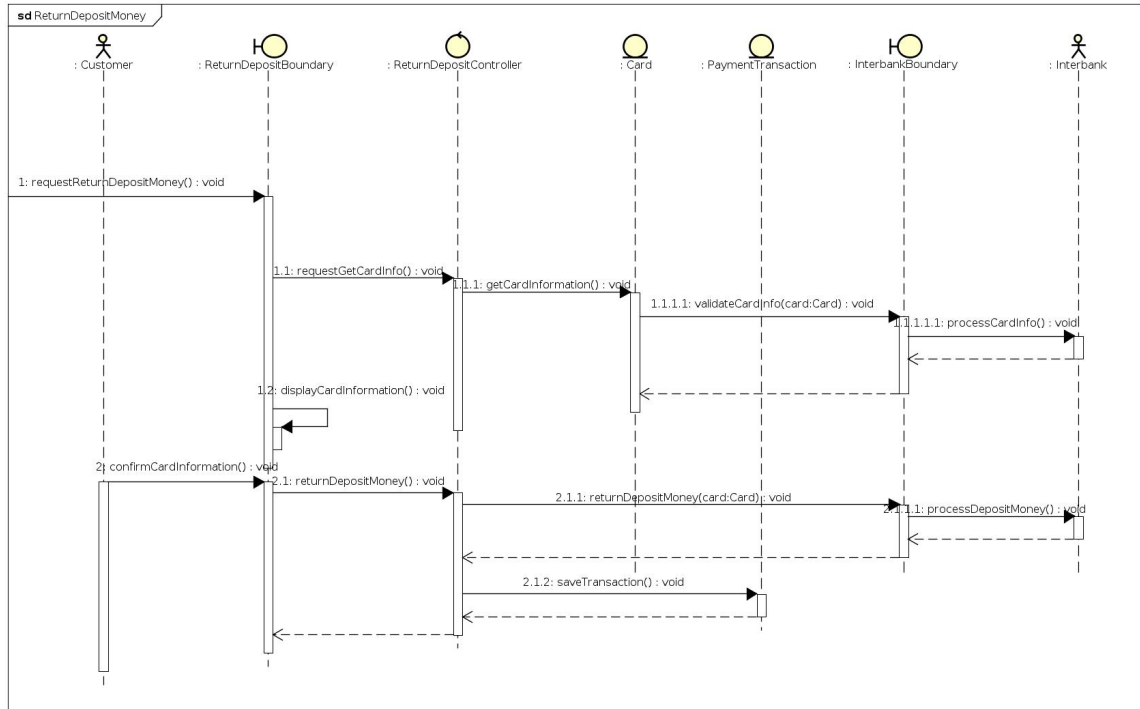 sd ReturnDepositMoney
: Customer
: ReturnDepositBoundary
: ReturnDepositController
: Card
: PaymentTransaction
: InterbankBoundary
: Interbank
1: requestReturnDepositMoney() : void
1.1: requestGetCardInfo() : void
1.1.1: getCardInformation() : void
1.1.1.1: validateCardInfo(card:Card) : void
1.1.1.1.1: processCardInfo() : void
1.2: displayCardInformation() : void
2: confirmCardInformation() : void
2.1: returnDepositMoney() : void
2.1.1: returnDepositMoney(card:Card) : void
2.1.1.1: processDepositMoney() : void
2.1.2: saveTransaction() : void